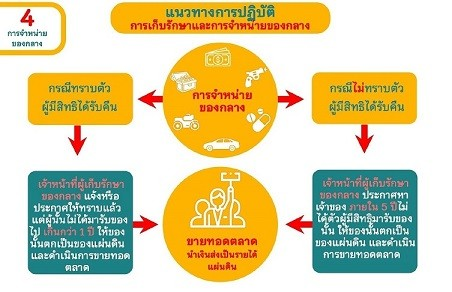 4
การจำหน่าย
ของกลาง
แนวทางการปฏิบัติ
การเก็บรักษาและการจำหน่ายของกลาง
กรณีทราบตัว
ผู้มีสิทธิได้รับคืน
การจำหน่าย
ของกลาง
กรณีไม่ทราบตัว
ผู้มีสิทธิได้รับคืน
เจ้าหน้าที่ผู้เก็บรักษา
ของกลาง แจ้งหรือ
ประกาศให้ทราบแล้ว
แต่ผู้นั้นไม่ได้มารับของ
ไป เกินกว่า 1 ปี ให้ของ
นั้นตกเป็นของแผ่นดิน
และดำเนินการขายทอด
ตลาด
ขายทอดตลาด
นำเงินส่งเป็นรายได้
แผ่นดิน
เจ้าหน้าที่ผู้เก็บรักษา
ของกลาง ประกาศหา
เจ้าของ ภายใน 5 ปี ไม่
ได้ตัวผู้มีสิทธิมารับของ
นั้น ให้ของนั้นตกเป็น
ของแผ่นดิน และดำเนิน
การขายทอดตลาด